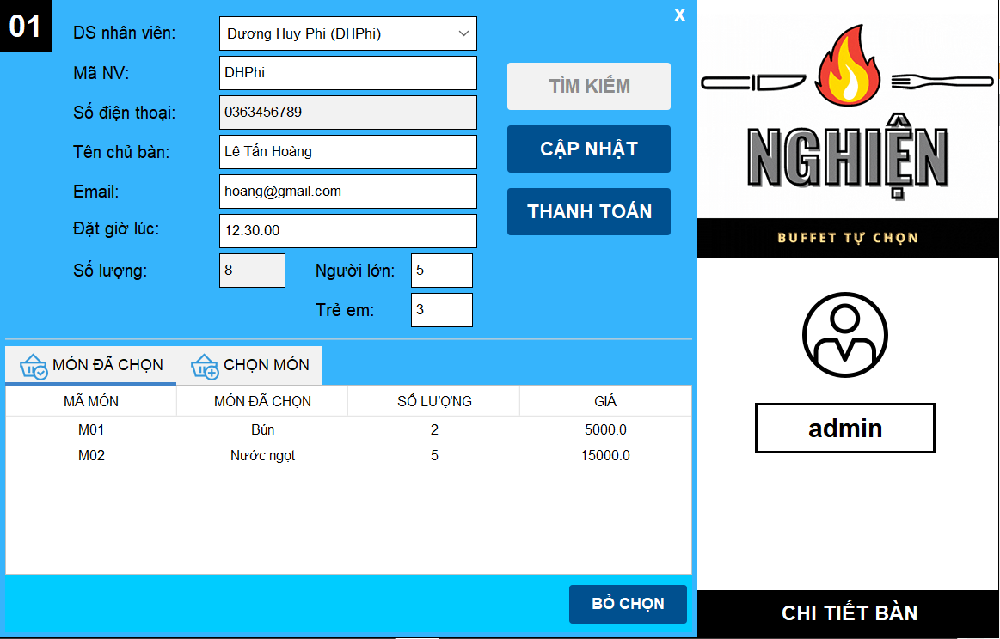 01
X
DS nhân viên: Dương Huy Phi (DHPhi)
Mã NV: DHPhi
Số điện thoại: 0363456789
Tên chủ bàn: Lê Tấn Hoàng
Email: hoang@gmail.com
Đặt giờ lúc: 12:30:00
Số lượng: 8 Người lớn: 5
Trẻ em: 3
TÌM KIẾM
CẬP NHẬT
THANH TOÁN
MÓN ĐÃ CHỌN CHỌN MÓN
MÃ MÓN MÓN ĐÃ CHỌN SỐ LƯỢNG GIÁ
M01 Bún 2 5000.0
M02 Nước ngọt 5 15000.0
BỎ CHỌN
NGHIỆN
BUFFET TỰ CHỌN
admin
CHI TIẾT BÀN